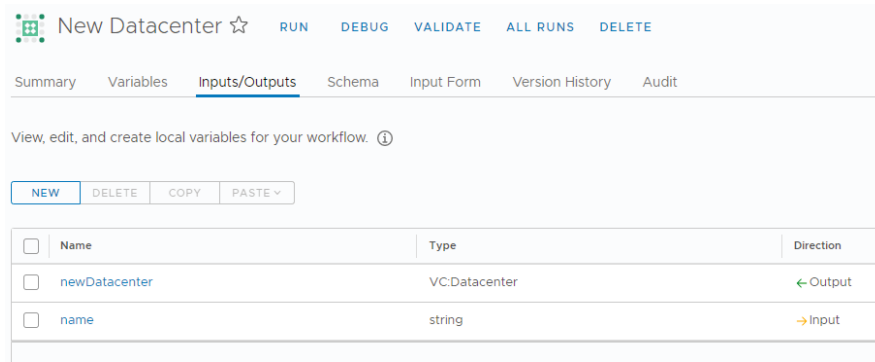 New Datacenter RUN DEBUG VALIDATE ALL RUNS DELETE
Summary Variables Inputs/Outputs Schema Input Form Version History Audit
View, edit, and create local variables for your workflow.
NEW DELETE COPY PASTE
Name Type Direction
newDatacenter VC:Datacenter Output
name string Input